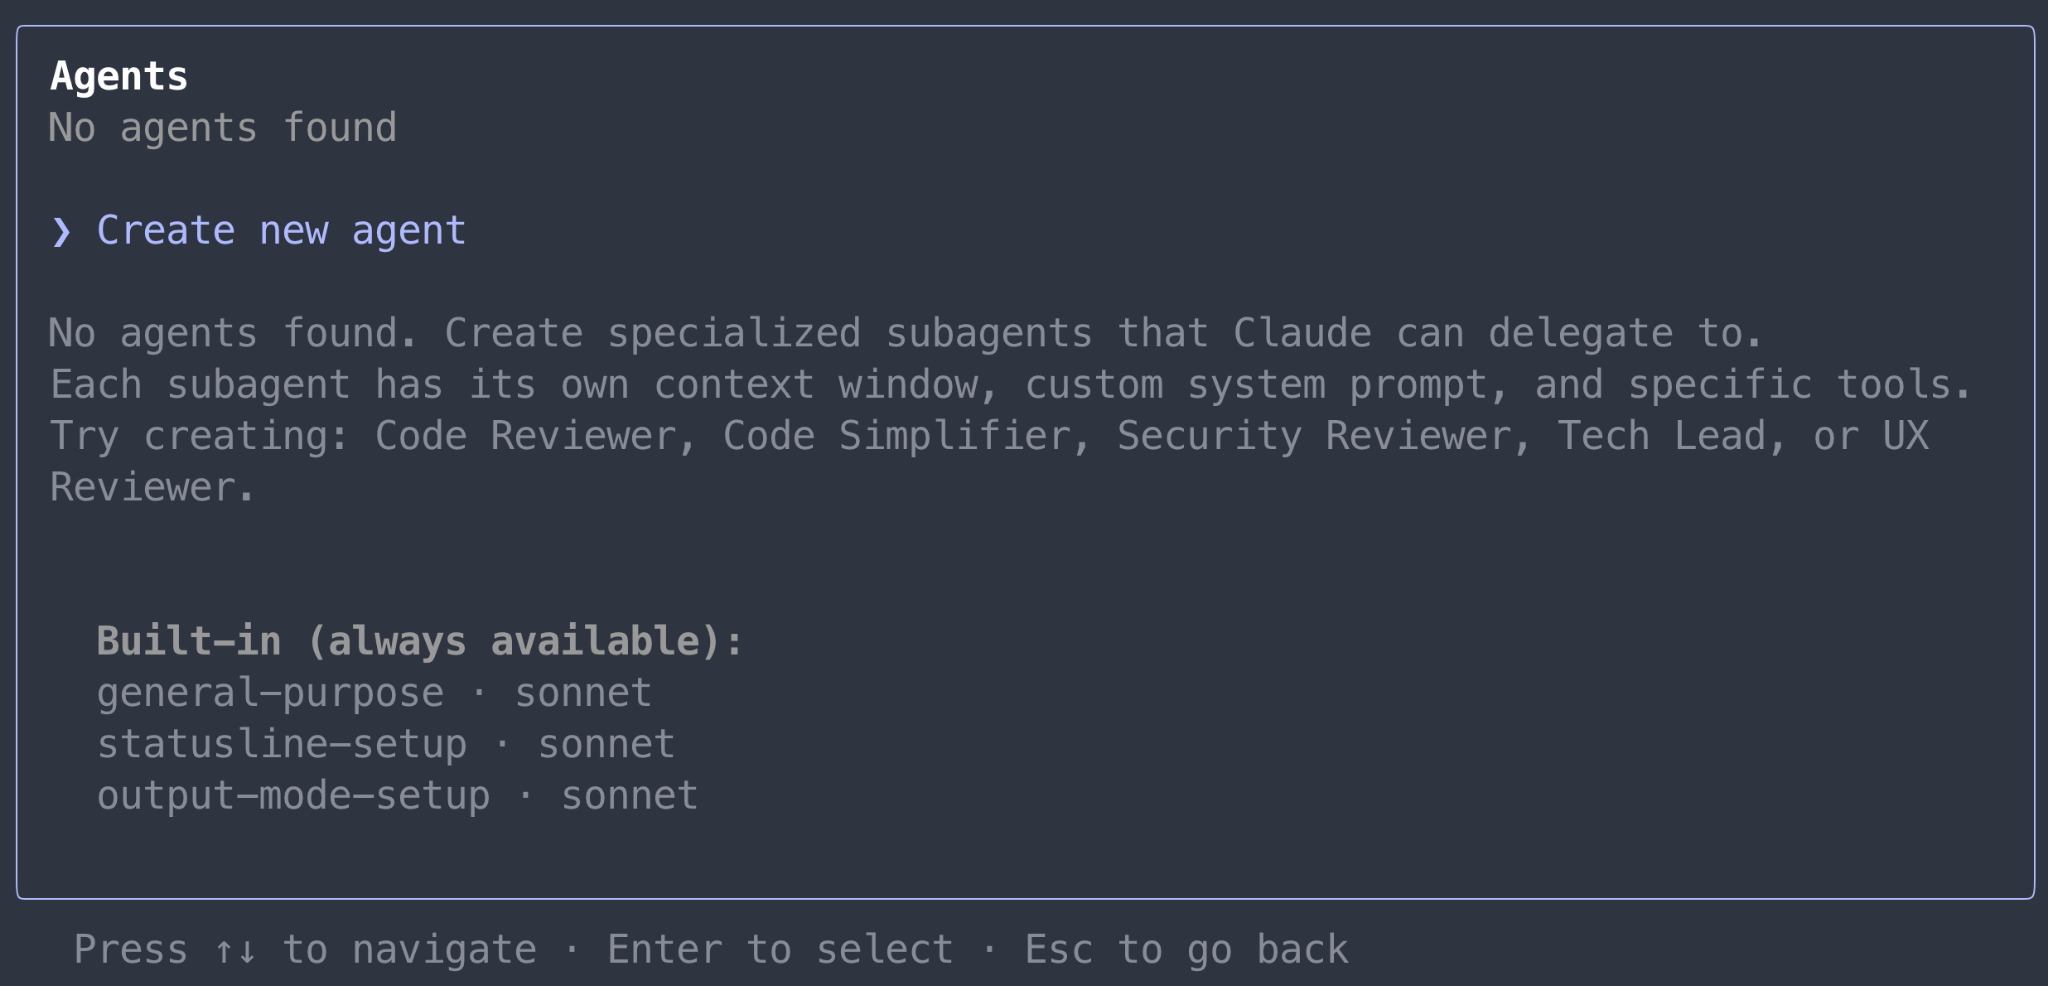 Agents
No agents found
❯ Create new agent
No agents found. Create specialized subagents that Claude can delegate to.
Each subagent has its own context window, custom system prompt, and specific tools.
Try creating: Code Reviewer, Code Simplifier, Security Reviewer, Tech Lead, or UX
Reviewer.
Built-in (always available):
general-purpose · sonnet
statusline-setup · sonnet
output-mode-setup · sonnet
Press ↑↓ to navigate · Enter to select · Esc to go back